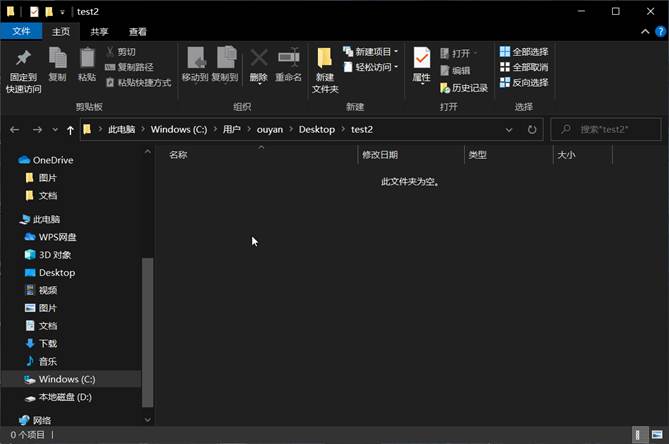 test2
文件 主页 共享 查看
固定到快速访问
复制
粘贴
剪切
复制路径
粘贴快捷方式
剪贴板
移动到
复制到
删除
重命名
组织
新建文件夹
新建项目
轻松访问
新建
属性
打开
编辑
历史记录
打开
全部选择
全部取消
反向选择
选择
此电脑 Windows (C:) 用户 ouyan Desktop test2
搜索"test2"
OneDrive
图片
文档
此电脑
WPS网盘
3D 对象
Desktop
视频
图片
文档
下载
音乐
Windows (C:)
本地磁盘 (D:)
网络
名称 修改日期 类型 大小
此文件夹为空。
0 个项目